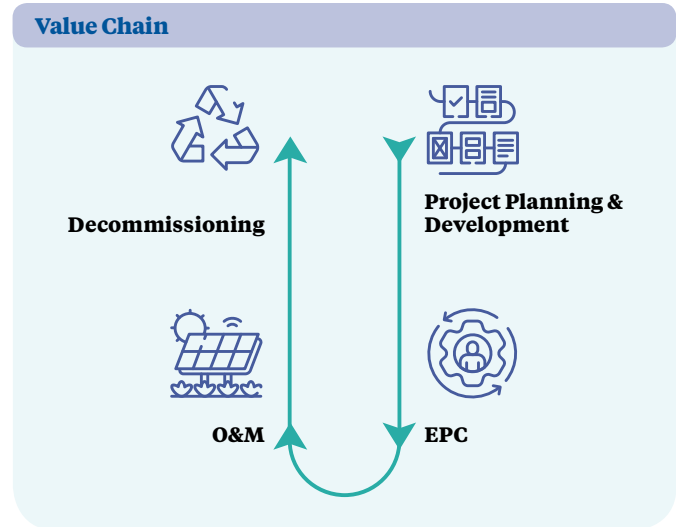 Value Chain
Decommissioning
Project Planning &
Development
O&M
EPC